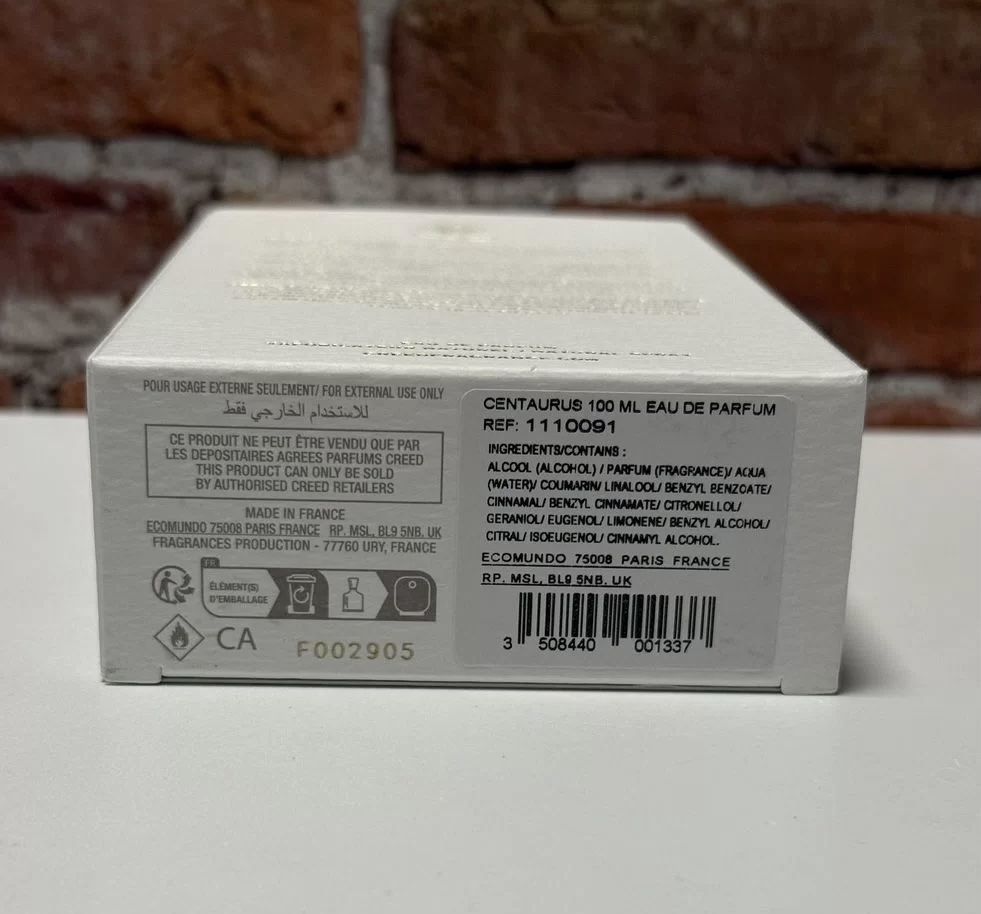 POUR USAGE EXTERNE SEULEMENT/ FOR EXTERNAL USE ONLY
للاستخدام الخارجي فقط
CE PRODUIT NE PEUT ÊTRE VENDU QUE PAR
LES DEPOSITAIRES AGREES PARFUMS CREED
THIS PRODUCT CAN ONLY BE SOLD
BY AUTHORISED CREED RETAILERS
MADE IN FRANCE
ECOMUNDO 75008 PARIS FRANCE RP. MSL, BL9 5NB. UK
FRAGRANCES PRODUCTION - 77760 URY, FRANCE
FR
ÉLÉMENT(S)
D'EMBALLAGE
CA
F002905
CENTAURUS 100 ML EAU DE PARFUM
REF: 1110091
INGREDIENTS/CONTAINS :
ALCOOL (ALCOHOL) / PARFUM (FRAGRANCE)/ AQUA
(WATER)/ COUMARIN/ LINALOOL/ BENZYL BENZOATE/
CINNAMAL/ BENZYL CINNAMATE/ CITRONELLOL/
GERANIOL/ EUGENOL/ LIMONENE/ BENZYL ALCOHOL/
CITRAL/ ISOEUGENOL/ CINNAMYL ALCOHOL.
ECOMUNDO 75008 PARIS FRANCE
RP. MSL, BL9 5NB. UK
3 508440 001337